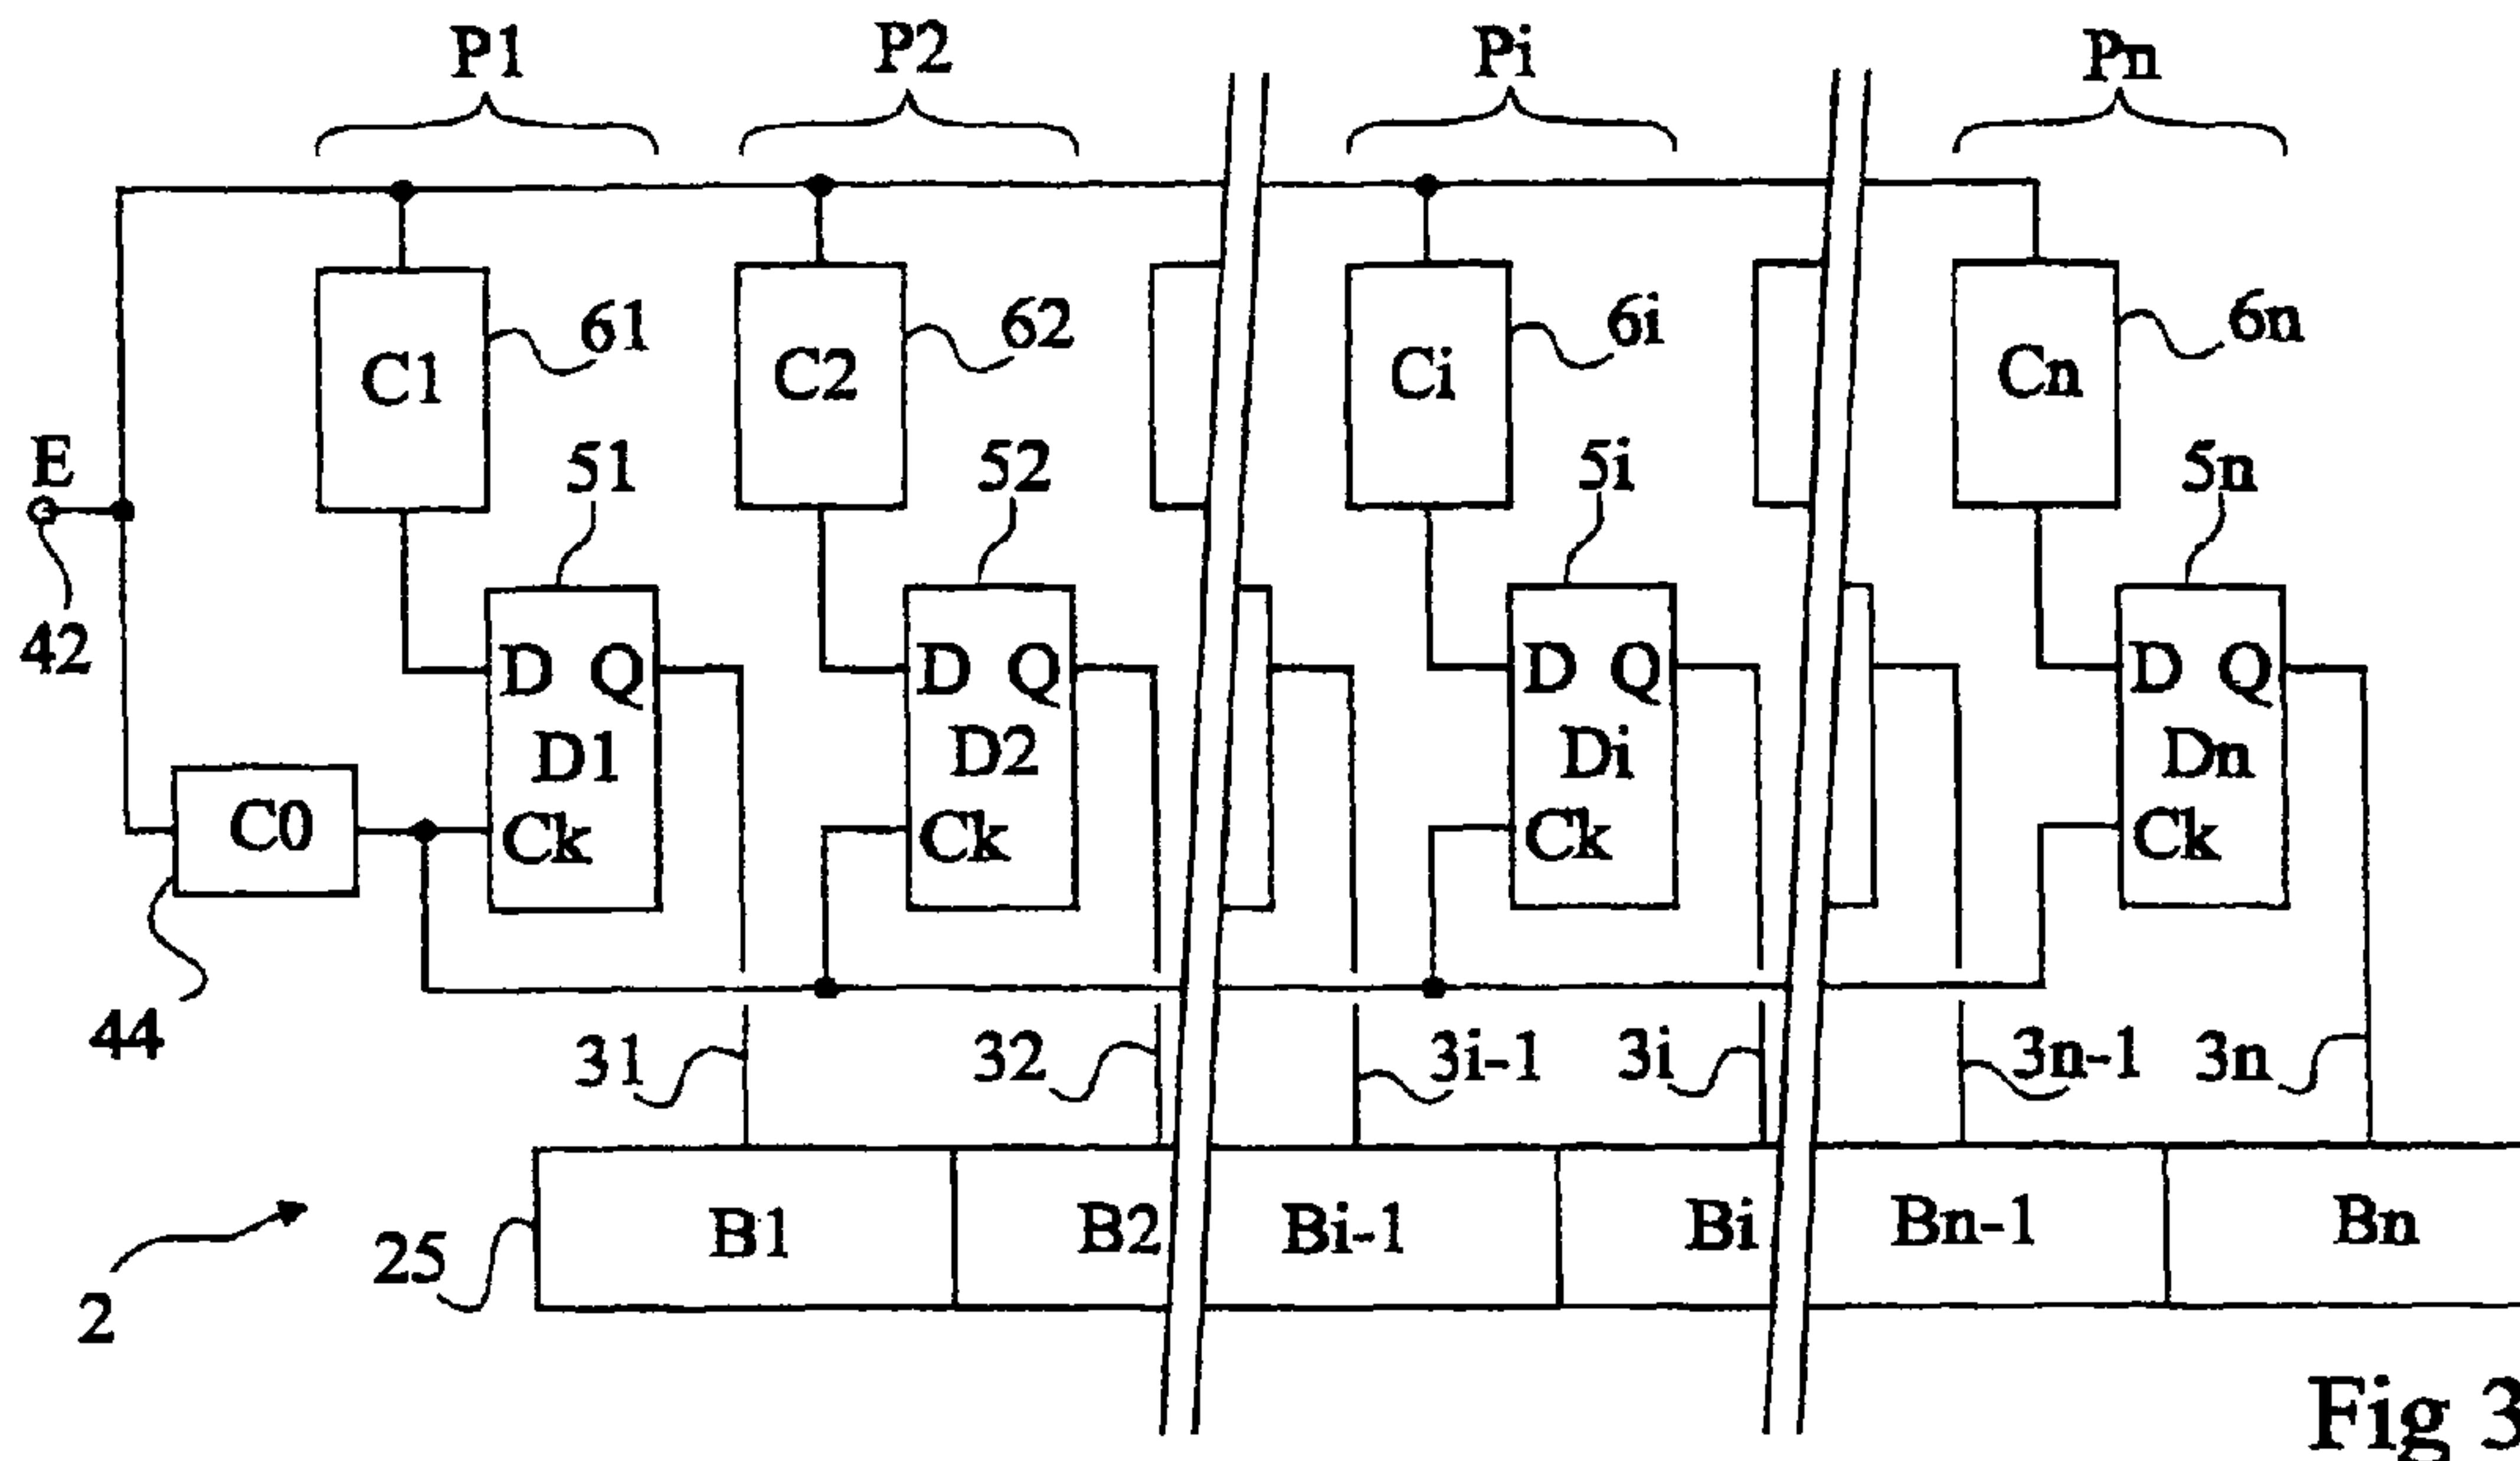 P1 P2 Pi Pn
61 62 6i 6n
C1 C2 Ci Cn
E 51 52 5i 5n
42
D Q D Q D Q D Q
D1 D2 Di Dn
C0 Ck Ck Ck Ck
44
31 32 3i-1 3i 3n-1 3n
25 B1 B2 Bi-1 Bi Bn-1 Bn
2
Fig 3